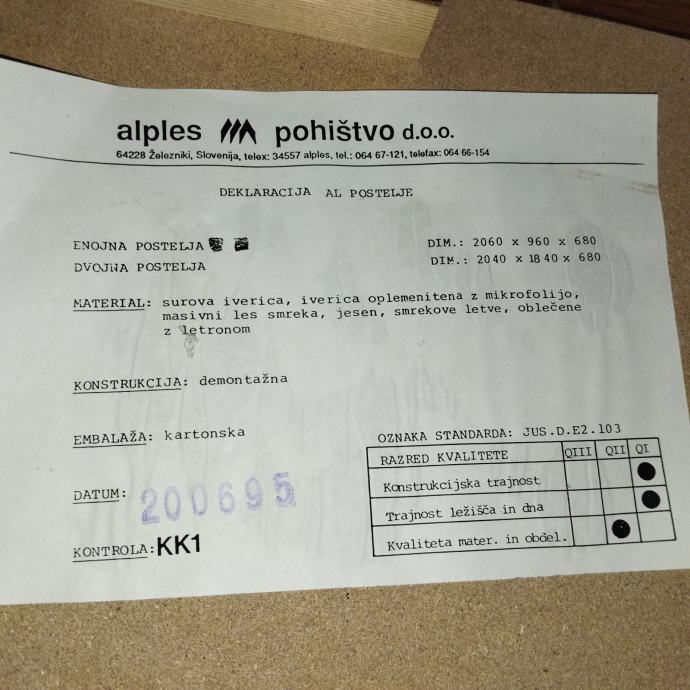 alples pohištvo d.o.o.
64228 Železniki, Slovenija, telex: 34557 alples, tel.: 064 67-121, telefax: 064 66-154
DEKLARACIJA AL POSTELJE
ENOJNA POSTELJA DIM.: 2060 x 960 x 680
DVOJNA POSTELJA DIM.: 2040 x 1840 x 680
MATERIAL: surova iverica, iverica oplemenitena z mikrofolijo,
masivni les smreka, jesen, smrekove letve, oblečene
z letronom
KONSTRUKCIJA: demontažna
EMBALAŽA: kartonska
DATUM: 200695
KONTROLA: KK1
OZNAKA STANDARDA: JUS.D.E2.103
RAZRED KVALITETE QIII QII QI
Konstrukcijska trajnost
Trajnost ležišča in dna
Kvaliteta mater. in obdel.